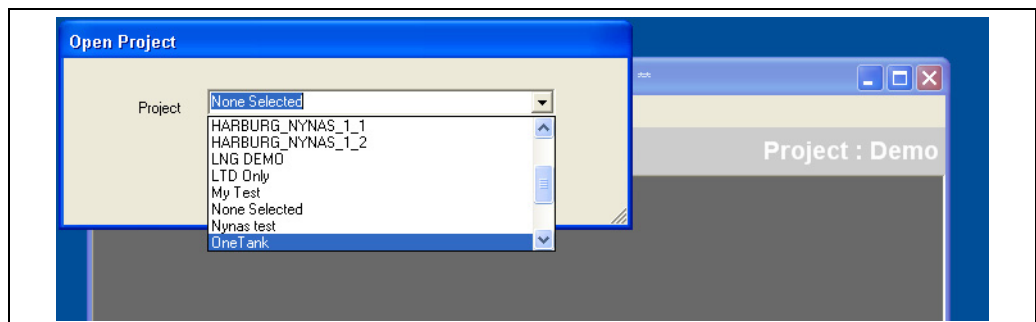 Open Project
Project
None Selected
HARBURG_NYNAS_1_1
HARBURG_NYNAS_1_2
LNG DEMO
LTD Only
My Test
None Selected
Nynas test
OneTank
**
Project : Demo